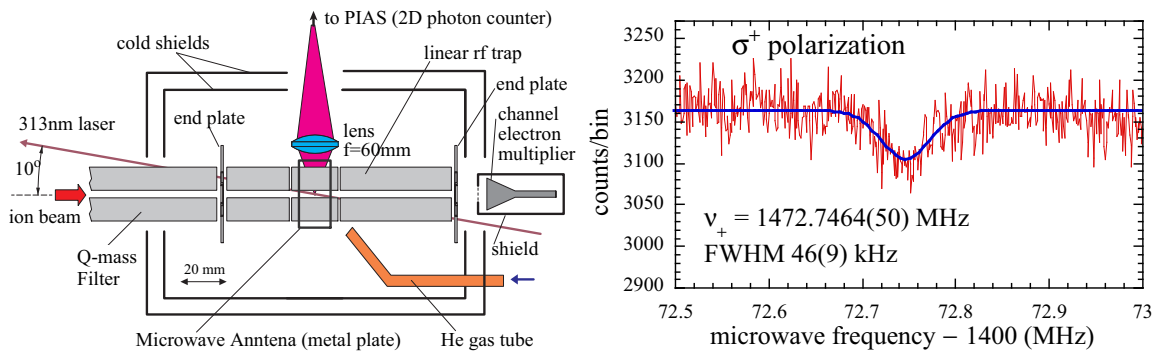 to PIAS (2D photon counter)
cold shields
linear rf trap
end plate
channel
electron
multiplier
313nm laser
end plate
lens
f=60mm
10º
ion beam
shield
Q-mass
Filter
20 mm
Microwave Anntena (metal plate)
He gas tube
σ+ polarization
counts/bin
3250
3200
3150
3100
3050
3000
2950
2900
ν+ = 1472.7464(50) MHz
FWHM 46(9) kHz
72.5 72.6 72.7 72.8 72.9 73
microwave frequency − 1400 (MHz)